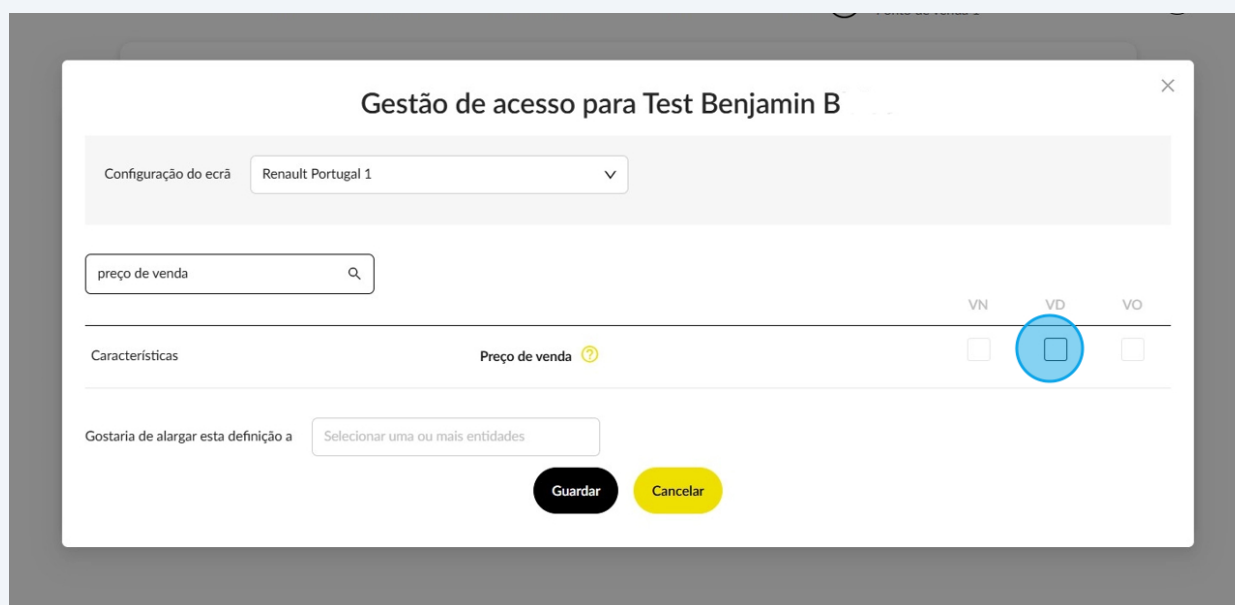 Gestão de acesso para Test Benjamin B
Configuração do ecrã Renault Portugal 1
preço de venda
VN VD VO
Características Preço de venda ?
Gostaria de alargar esta definição a Selecionar uma ou mais entidades
Guardar Cancelar